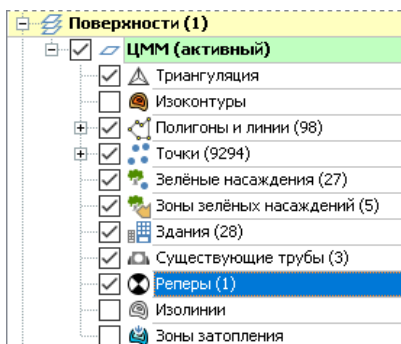 Поверхности (1)
ЦММ (активный)
Триангуляция
Изоконтуры
Полигоны и линии (98)
Точки (9294)
Зелёные насаждения (27)
Зоны зелёных насаждений (5)
Здания (28)
Существующие трубы (3)
Реперы (1)
Изолинии
Зоны затопления